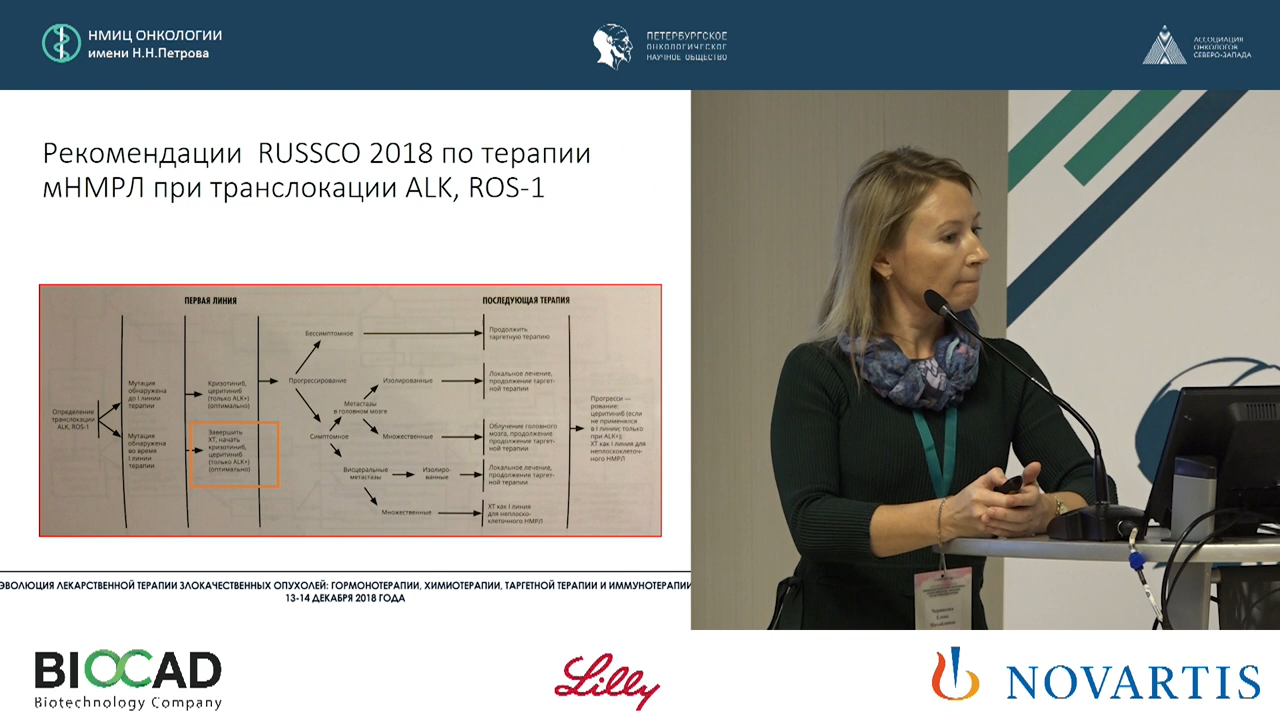 НМИЦ ОНКОЛОГИИ
имени Н.Н.Петрова
ПЕТЕРБУРГСКОЕ
ОНКОЛОГИЧЕСКОЕ
НАУЧНОЕ ОБЩЕСТВО
АССОЦИАЦИЯ
ОНКОЛОГОВ
СЕВЕРО-ЗАПАДА
Рекомендации RUSSCO 2018 по терапии
мНМРЛ при транслокации ALK, ROS-1
ПЕРВАЯ ЛИНИЯ
ПОСЛЕДУЮЩАЯ ТЕРАПИЯ
Определение
транслокации
ALK, ROS-1
Мутация
обнаружена
до I линии
терапии
Мутация
обнаружена
во время
I линии
терапии
Кризотиниб,
церитиниб
(только ALK+)
(оптимально)
Завершить
ХТ, начать
кризотиниб,
церитиниб
(только ALK+)
(оптимально)
Прогрессирование
Бессимптомное
Симптомное
Метастазы
в головном мозге
Изолированные
Множественные
Висцеральные
метастазы
Изолиро-
ванные
Множественные
Продолжить
таргетную терапию
Локальное лечение,
продолжение таргет-
ной терапии
Облучение головного
мозга, продолжение
продолжение таргет-
ной терапии
Локальное лечение,
продолжение таргет-
ной терапии
ХТ как I линия
для неплоско-
клеточного НМРЛ
Прогресси —
рование:
церитиниб (если
не применялся
в I линии; только
при ALK+);
ХТ как I линия для
неплоскоклеточ-
ного НМРЛ
ЭВОЛЮЦИЯ ЛЕКАРСТВЕННОЙ ТЕРАПИИ ЗЛОКАЧЕСТВЕННЫХ ОПУХОЛЕЙ: ГОРМОНОТЕРАПИИ, ХИМИОТЕРАПИИ, ТАРГЕТНОЙ ТЕРАПИИ И ИММУНОТЕРАПИИ
13-14 ДЕКАБРЯ 2018 ГОДА
BIOCAD
Biotechnology Company
Lilly
NOVARTIS